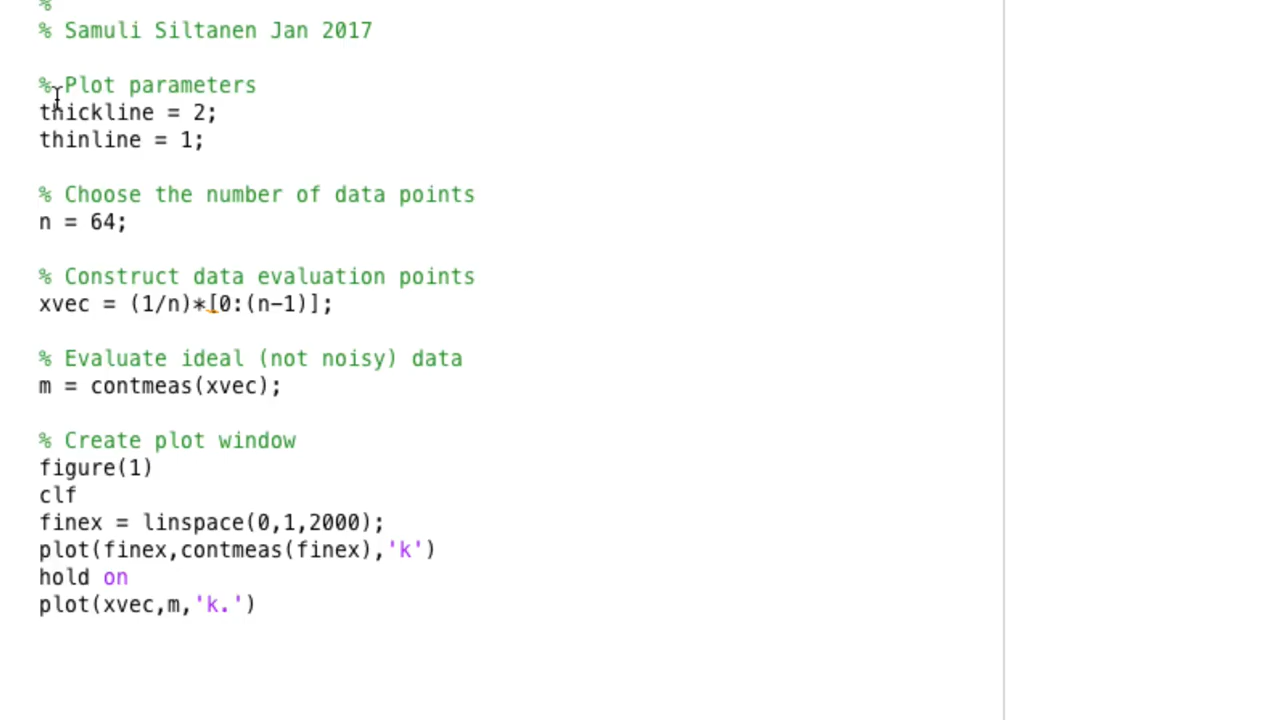 %
% Samuli Siltanen Jan 2017
% Plot parameters
thickline = 2;
thinline = 1;
% Choose the number of data points
n = 64;
% Construct data evaluation points
xvec = (1/n)*[0:(n-1)];
% Evaluate ideal (not noisy) data
m = contmeas(xvec);
% Create plot window
figure(1)
clf
finex = linspace(0,1,2000);
plot(finex,contmeas(finex),'k')
hold on
plot(xvec,m,'k.')